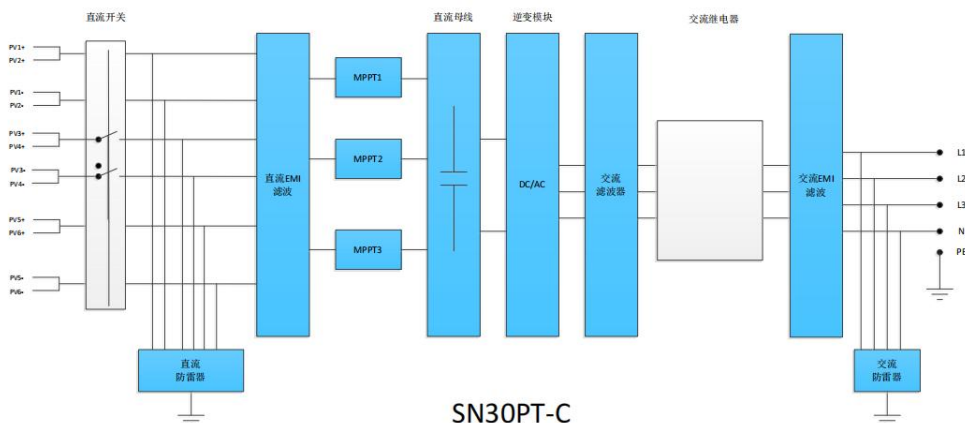 直流开关
直流母线
逆变模块
交流继电器
PV1+
PV2+
PV1-
PV2-
PV3+
PV4+
PV3-
PV4-
PV5+
PV6+
PV5-
PV6-
直流EMI
滤波
MPPT1
MPPT2
MPPT3
DC/AC
交流
滤波器
交流EMI
滤波
L1
L2
L3
N
PE
直流
防雷器
交流
防雷器
SN30PT-C